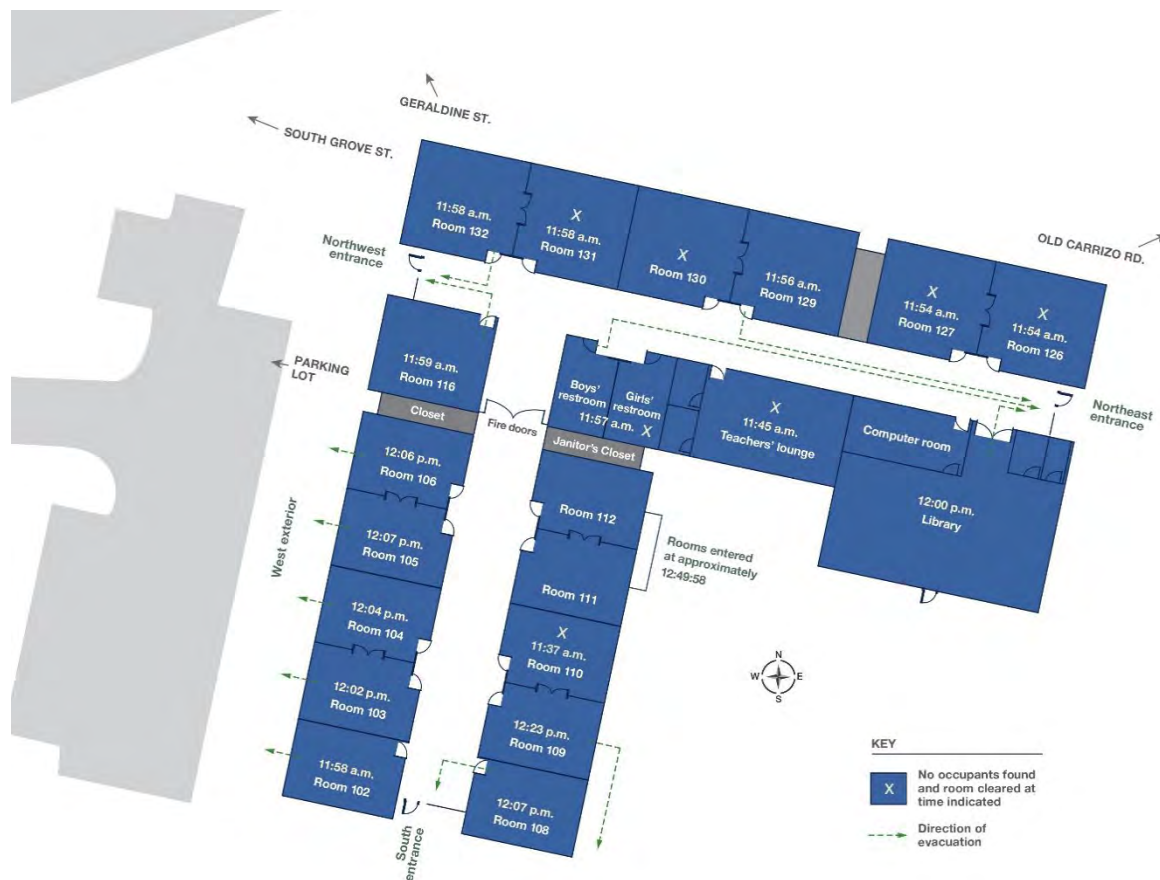 GERALDINE ST.
SOUTH GROVE ST.
OLD CARRIZO RD.
11:58 a.m.
Room 132
X
11:58 a.m.
Room 131
X
Room 130
11:56 a.m.
Room 129
X
11:54 a.m.
Room 127
X
11:54 a.m.
Room 126
Northwest
entrance
Northeast
entrance
PARKING
LOT
11:59 a.m.
Room 116
Closet
Fire doors
Boys'
restroom
Girls'
restroom
11:57 a.m.
X
Janitor's Closet
X
11:45 a.m.
Teachers' lounge
Computer room
12:00 p.m.
Library
West exterior
12:06 p.m.
Room 106
12:07 p.m.
Room 105
12:04 p.m.
Room 104
12:02 p.m.
Room 103
11:58 a.m.
Room 102
Room 112
Room 111
Rooms entered
at approximately
12:49:58
X
11:37 a.m.
Room 110
12:23 p.m.
Room 109
12:07 p.m.
Room 108
South
entrance
N
W E
S
KEY
X
No occupants found
and room cleared at
time indicated
Direction of
evacuation